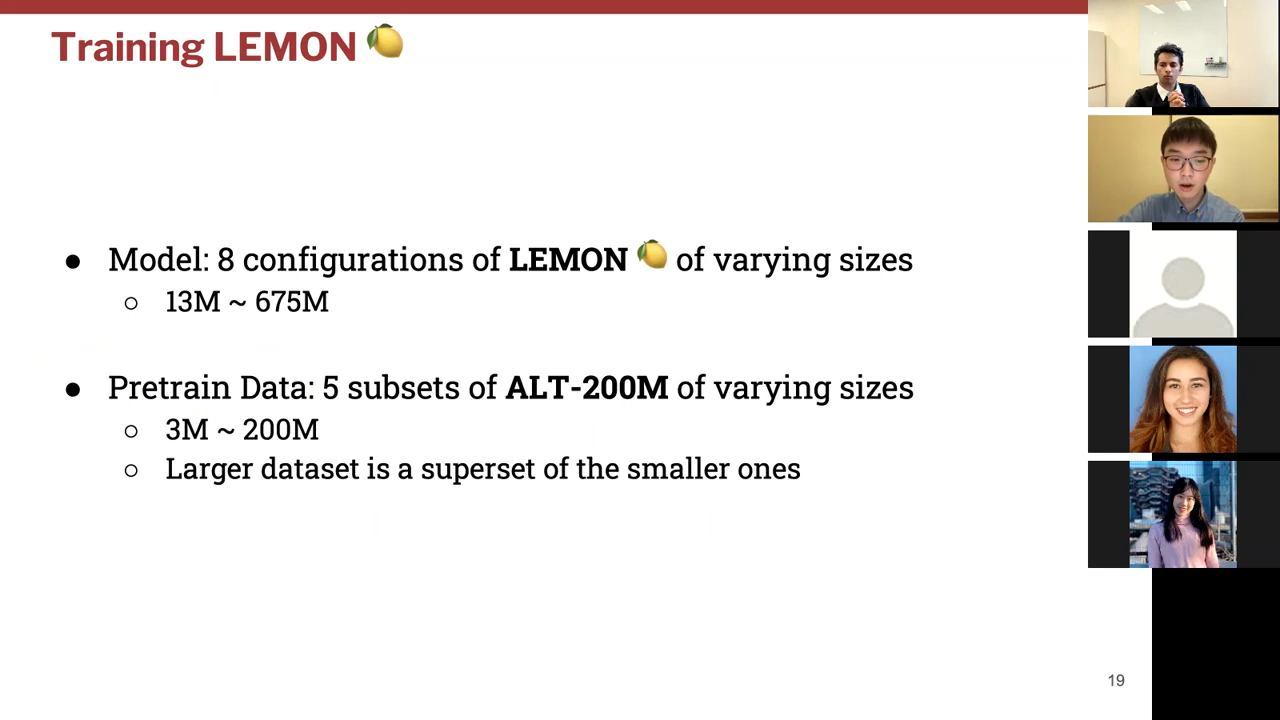 Training LEMON 🍋
● Model: 8 configurations of LEMON 🍋 of varying sizes
○ 13M ~ 675M
● Pretrain Data: 5 subsets of ALT-200M of varying sizes
○ 3M ~ 200M
○ Larger dataset is a superset of the smaller ones
19